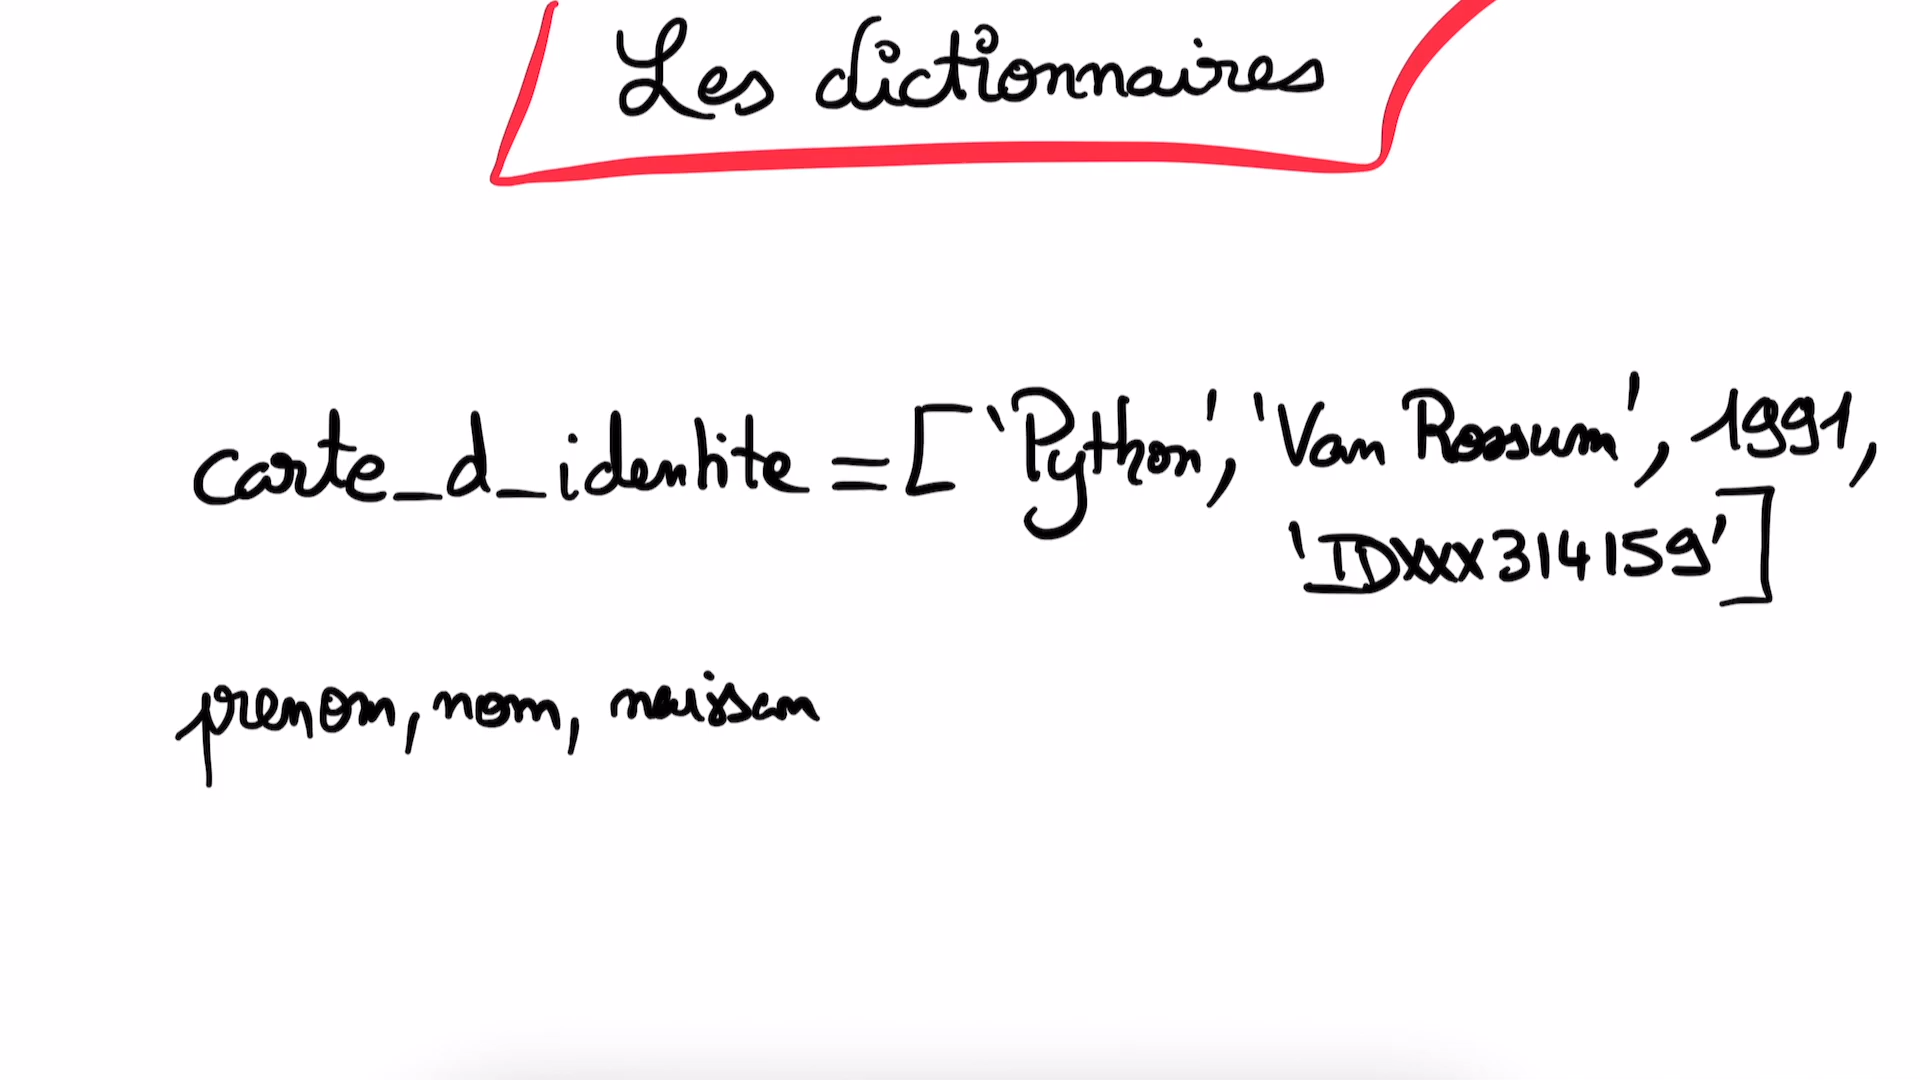 Les dictionnaires
carte_d_identite = ['Python', 'Van Rossum', 1991,
'IDXXX314159']
prenom, nom, naissan